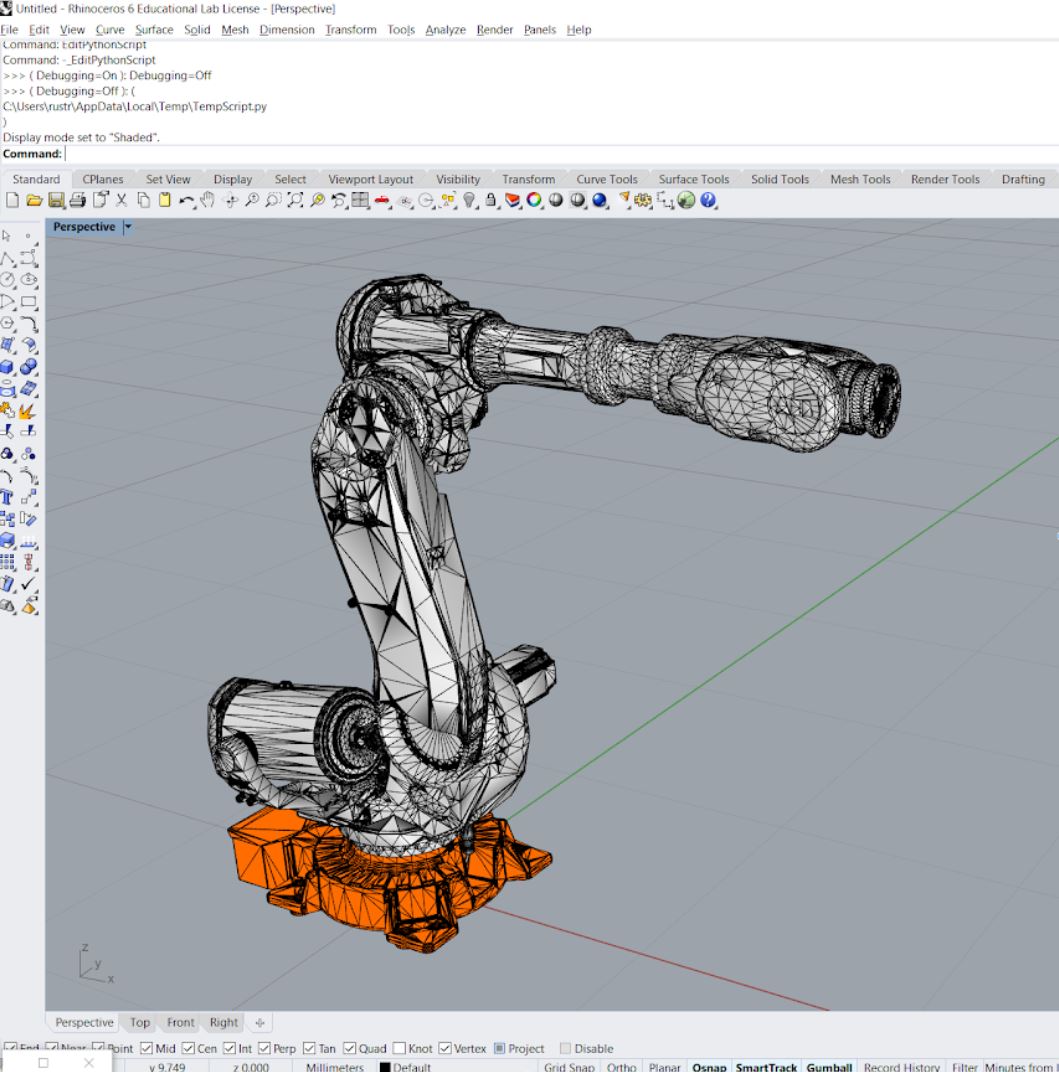 Untitled - Rhinoceros 6 Educational Lab License - [Perspective]
File Edit View Curve Surface Solid Mesh Dimension Transform Tools Analyze Render Panels Help
Command: EditPythonScript
Command: -_EditPythonScript
>>> ( Debugging=On ): Debugging=Off
>>> ( Debugging=Off ): (
C:\Users\rustr\AppData\Local\Temp\TempScript.py
)
Display mode set to "Shaded".
Command:
Standard CPlanes Set View Display Select Viewport Layout Visibility Transform Curve Tools Surface Tools Solid Tools Mesh Tools Render Tools Drafting
Perspective
z
y
x
Perspective Top Front Right
End Near Point Mid Cen Int Perp Tan Quad Knot Vertex Project Disable
y 9.749 z 0.000 Millimeters Default Grid Snap Ortho Planar Osnap SmartTrack Gumball Record History Filter Minutes from